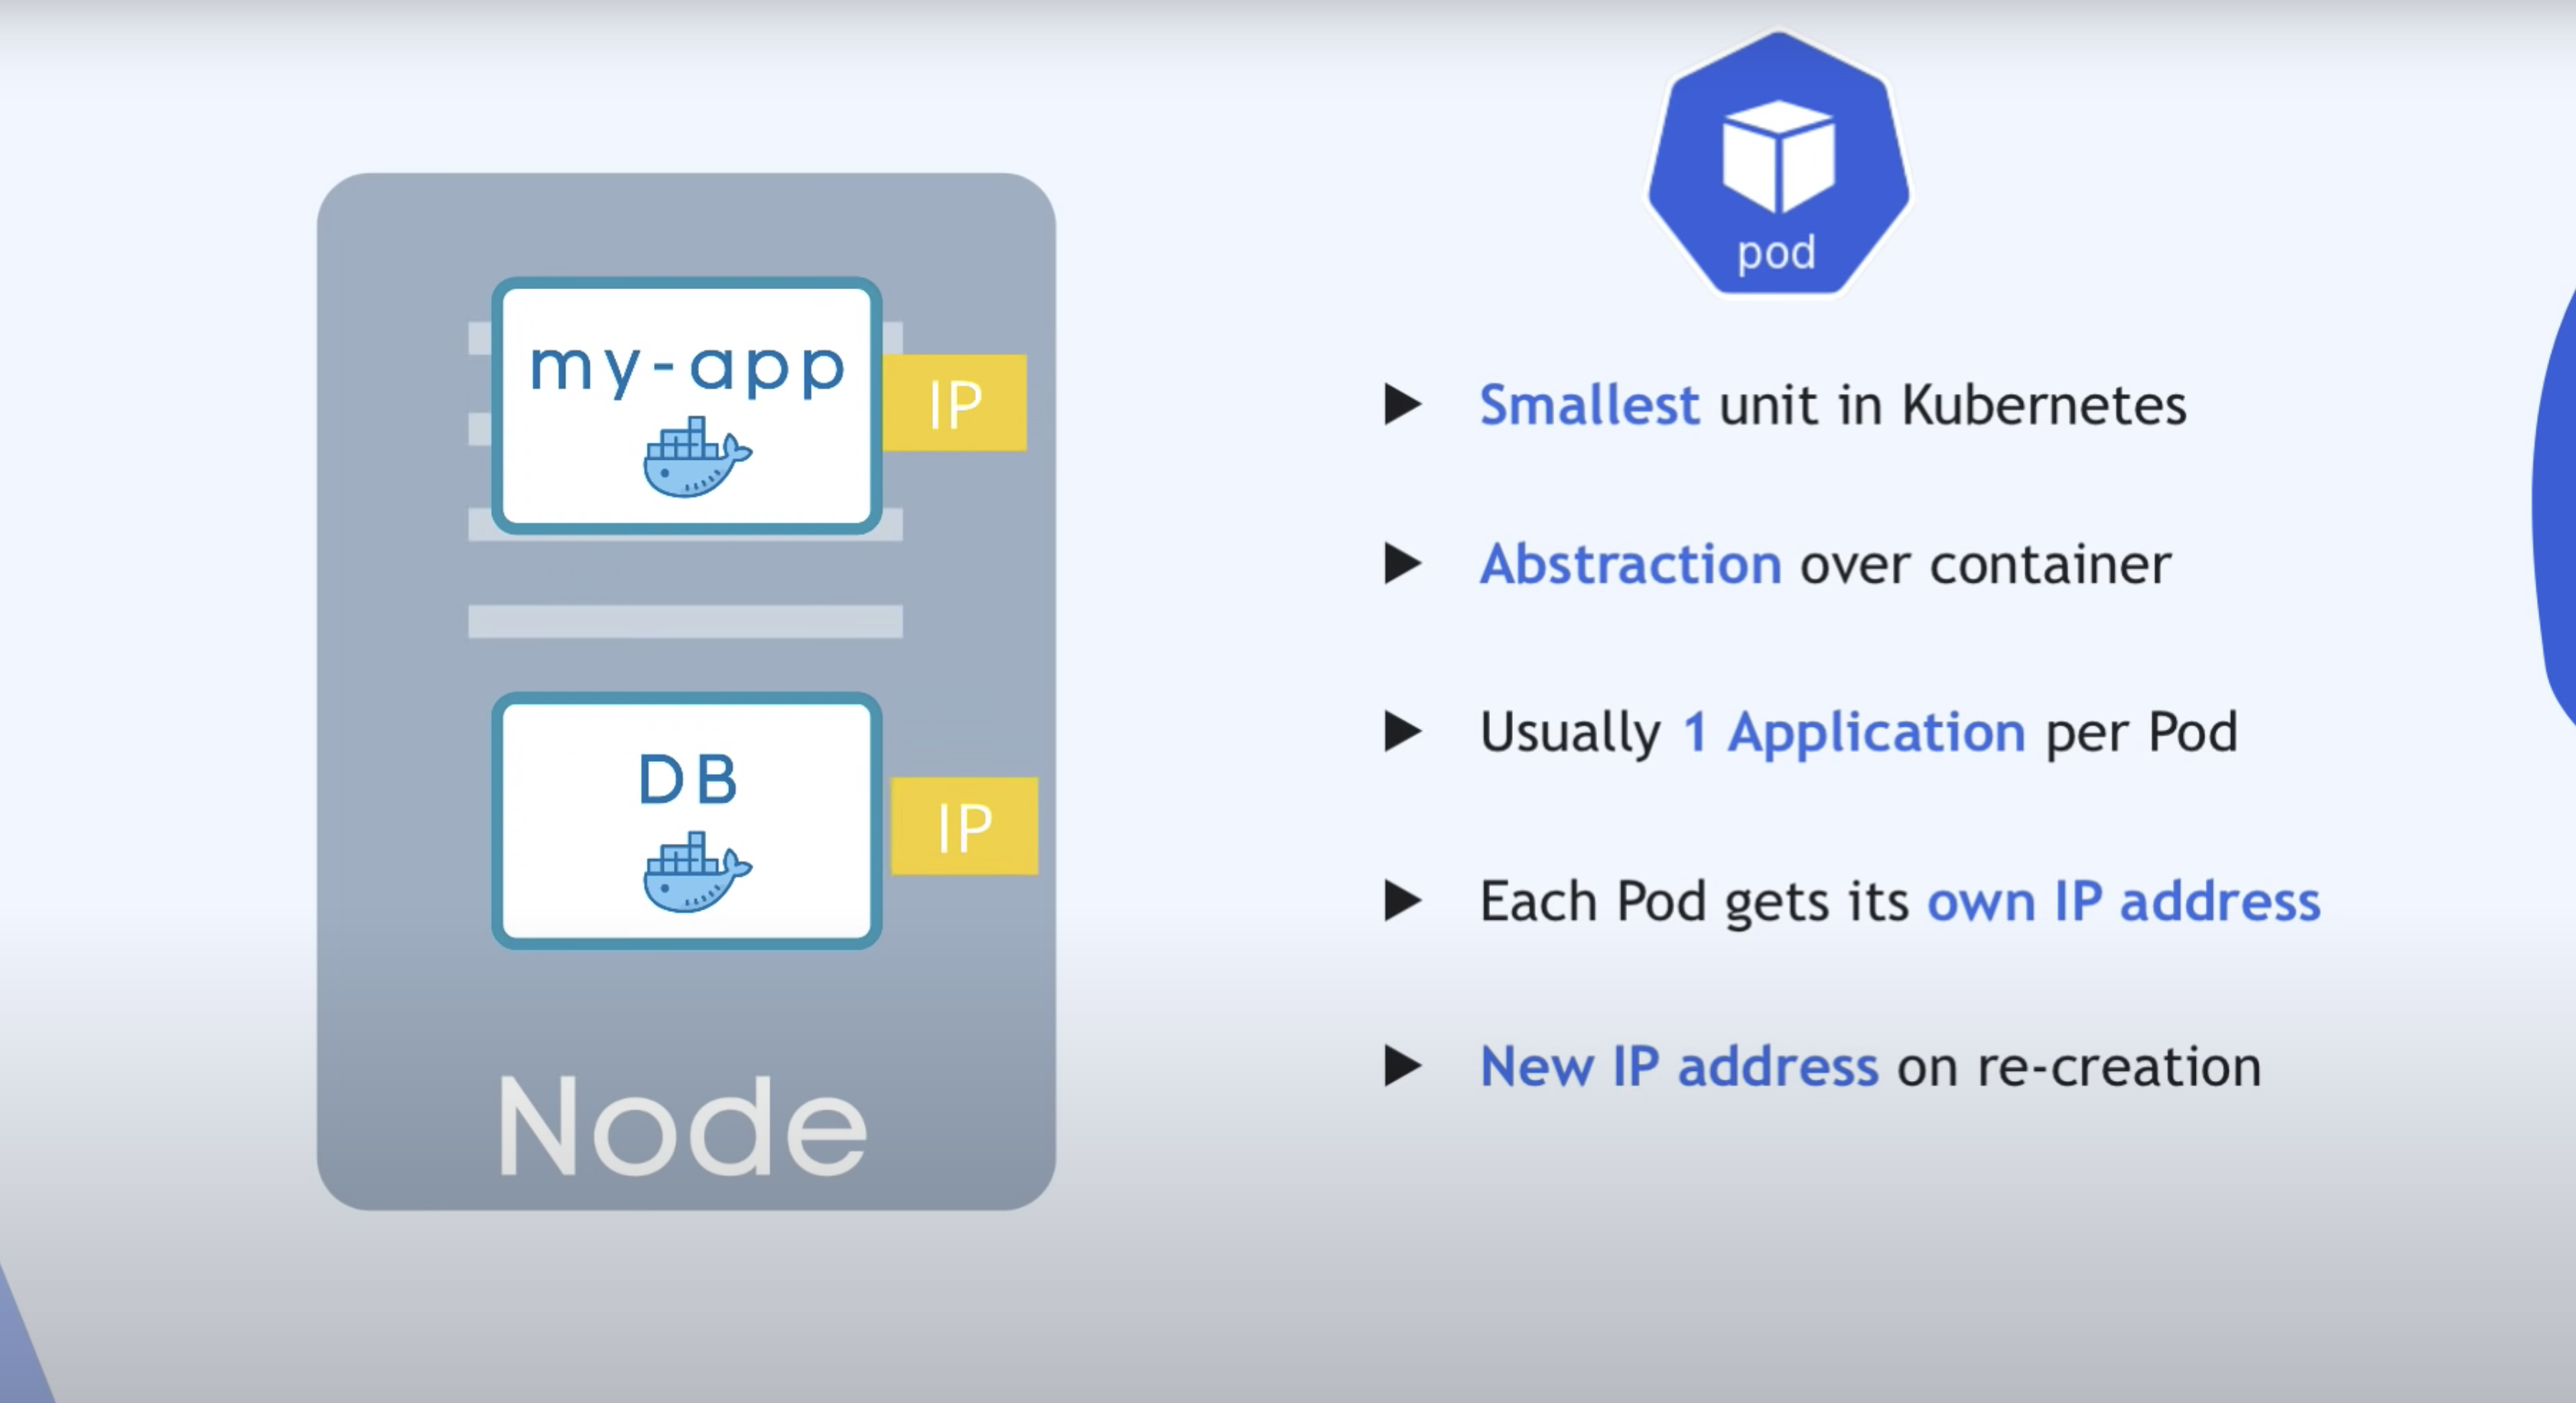 my-app
IP
DB
IP
Node
pod
Smallest unit in Kubernetes
Abstraction over container
Usually 1 Application per Pod
Each Pod gets its own IP address
New IP address on re-creation